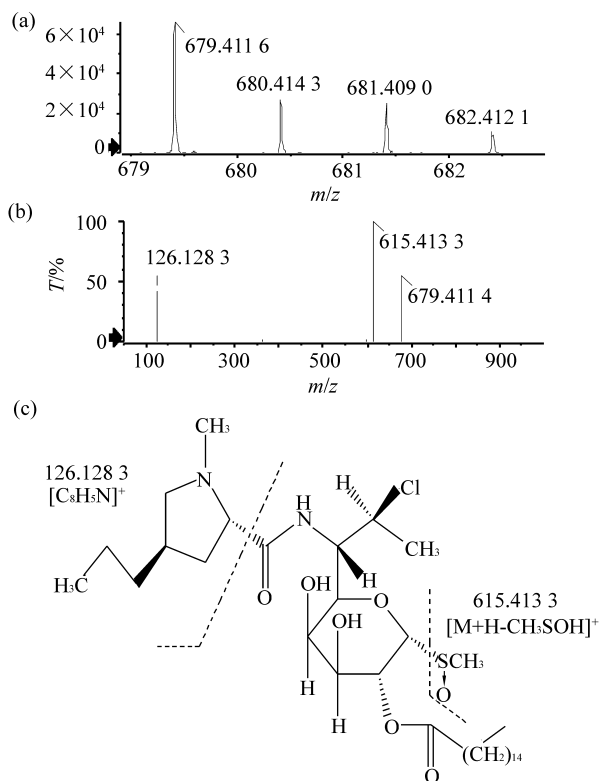 (a)
6×10⁴
4×10⁴
2×10⁴
0
679.411 6
680.414 3
681.409 0
682.412 1
679 680 681 682
m/z
(b)
T/%
100
50
0
126.128 3
615.413 3
679.411 4
100 300 500 700 900
m/z
(c)
126.128 3
[C₈H₅N]⁺
CH₃
N
H₃C
H
N
O
H
Cl
CH₃
H
OH
O
OH
H
H
615.413 3
[M+H-CH₃SOH]⁺
SCH₃
O
O
(CH₂)₁₄
O